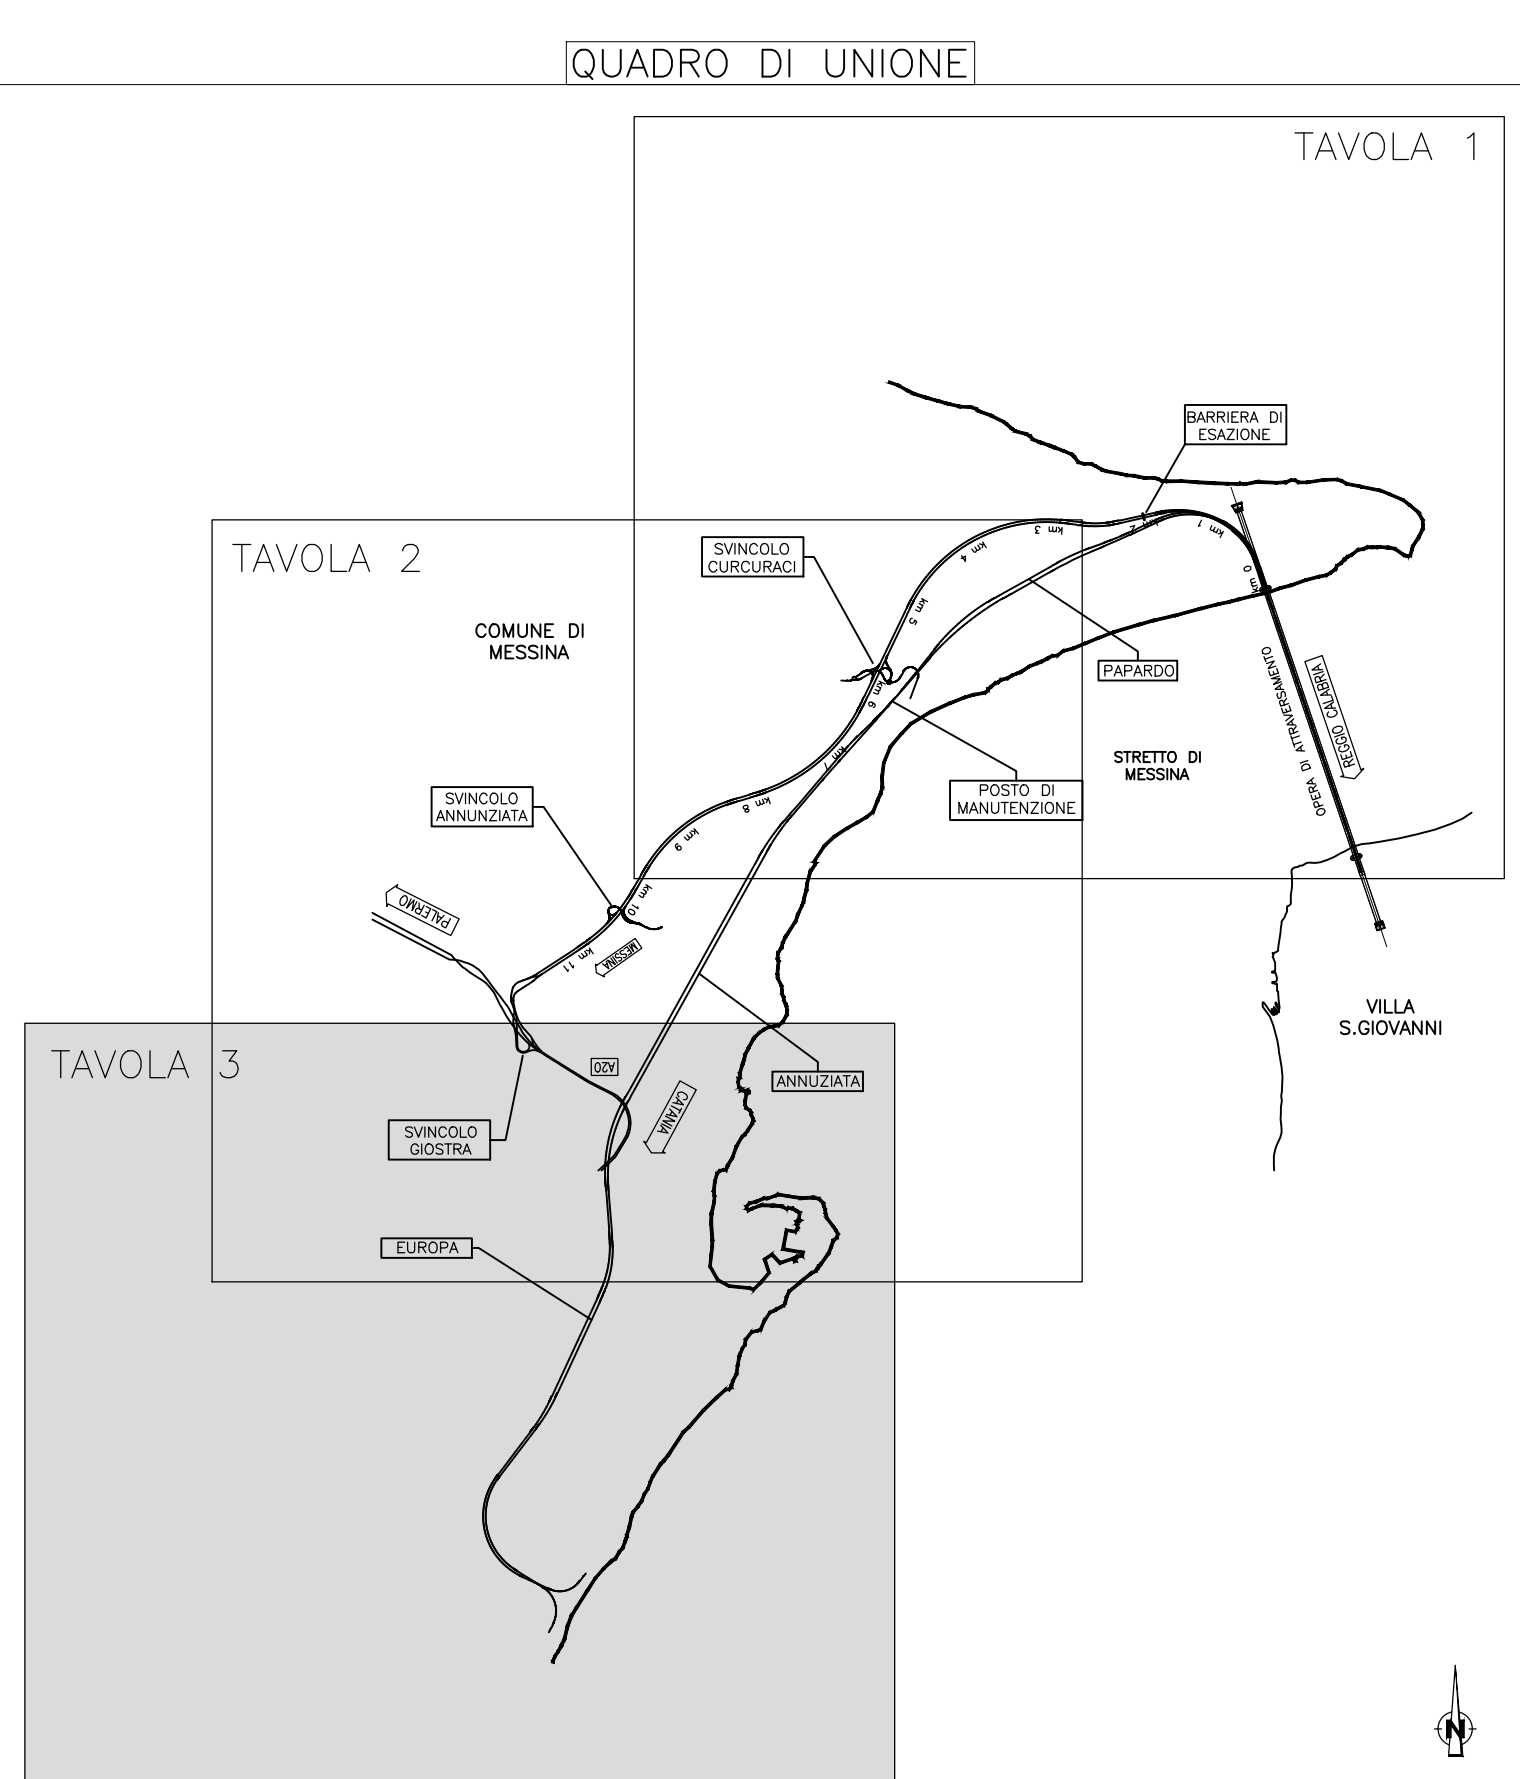 QUADRO DI UNIONE
TAVOLA 1
BARRIERA DI
ESAZIONE
TAVOLA 2
SVINCOLO
CURCURACI
COMUNE DI
MESSINA
km 0
km 1
km 2
km 3
km 4
km 5
km 6
km 7
km 8
km 9
km 10
km 11
PAPARDO
OPERA DI ATTRAVERSAMENTO
REGGIO CALABRIA
STRETTO DI
MESSINA
POSTO DI
MANUTENZIONE
SVINCOLO
ANNUNZIATA
PALERMO
MESSINA
VILLA
S.GIOVANNI
TAVOLA 3
A20
ANNUZIATA
CATANIA
SVINCOLO
GIOSTRA
EUROPA
N